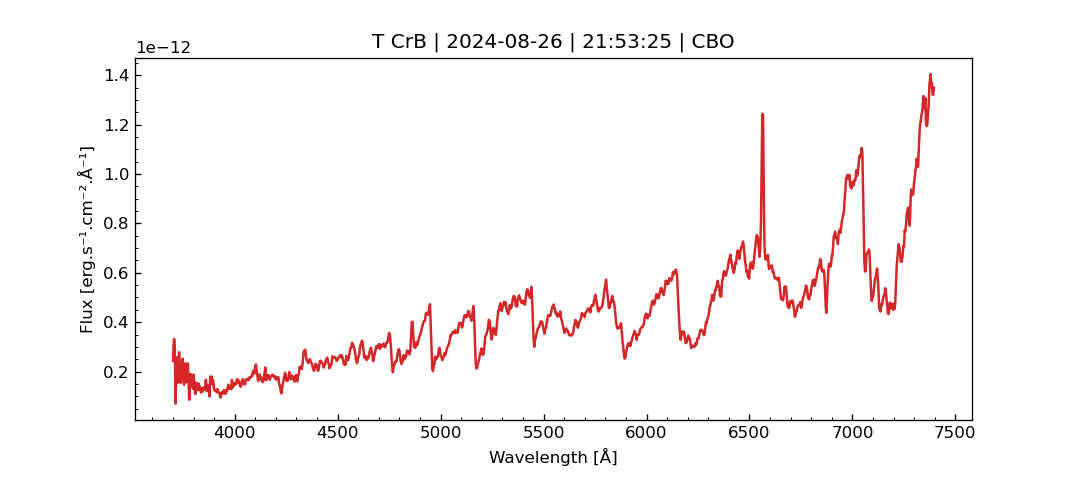 T CrB | 2024-08-26 | 21:53:25 | CBO
1e−12
1.4
1.2
1.0
0.8
0.6
0.4
0.2
Flux [erg.s⁻¹.cm⁻².Å⁻¹]
4000 4500 5000 5500 6000 6500 7000 7500
Wavelength [Å]